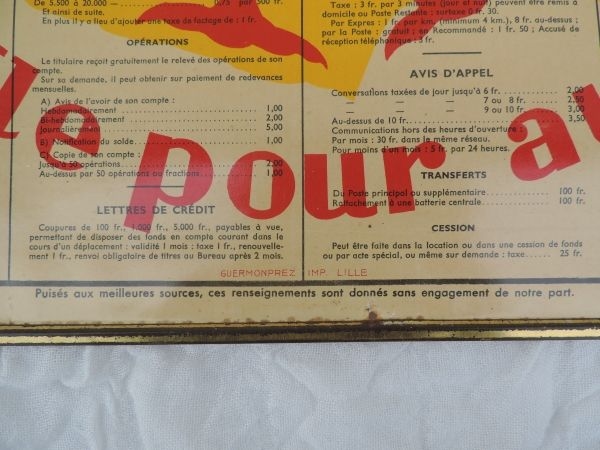 De 5.500 à 20.000 — 0,75 par 500 fr.
Et ainsi de suite.
En plus il y a lieu d'ajouter une taxe de factage de : 1 fr.
OPÉRATIONS
Le titulaire reçoit gratuitement le relevé des opérations de son
compte.
Sur sa demande, il peut obtenir sur paiement de redevances
mensuelles.
A) Avis de l'avoir de son compte :
Hebdomadairement 1,00
Bi-hebdomadairement 2,00
Journalièrement 5,00
B) Notification du solde 1,00
C) Copie de son compte :
Jusqu'à 50 opérations 2,00
Au-dessus par 50 opérations ou fractions 1,00
LETTRES DE CRÉDIT
Coupures de 100 fr., 1.000 fr., 5.000 fr., payables à vue,
permettant de disposer des fonds en compte courant dans le
cours d'un déplacement : validité 1 mois : taxe 1 fr., renouvelle-
ment 1 fr., renvoi obligatoire de titres au Bureau après 2 mois.
Taxe : 3 fr. par 3 minutes (jour et nuit) peuvent être remis à
domicile ou Poste Restante ; surtaxe 0 fr. 30.
Par Expres : 1 fr. par km. (minimum 4 km.), 8 fr. au-dessus ;
par la Poste : gratuit ; en Recommandé : 1 fr. 50 ; Accusé de
réception téléphonique : 3 fr.
AVIS D'APPEL
Conversations taxées de jour jusqu'à 6 fr. 2,00
— — — 7 ou 8 fr. 2,50
— — — 9 ou 10 fr. 3,00
Au-dessus de 10 fr. 3,50
Communications hors des heures d'ouverture :
Par mois : 30 fr. dans le même réseau.
Pour moins d'un mois : 5 fr. par 24 heures.
TRANSFERTS
Du Poste principal ou supplémentaire 100 fr.
Rattachement à une batterie centrale 100 fr.
CESSION
Peut être faite dans la location ou dans une cession de fonds
ou par acte spécial, ou même sur demande : taxe 25 fr.
pour
GUERMONPREZ IMP. LILLE
Puisés aux meilleures sources, ces renseignements sont donnés sans engagement de notre part.